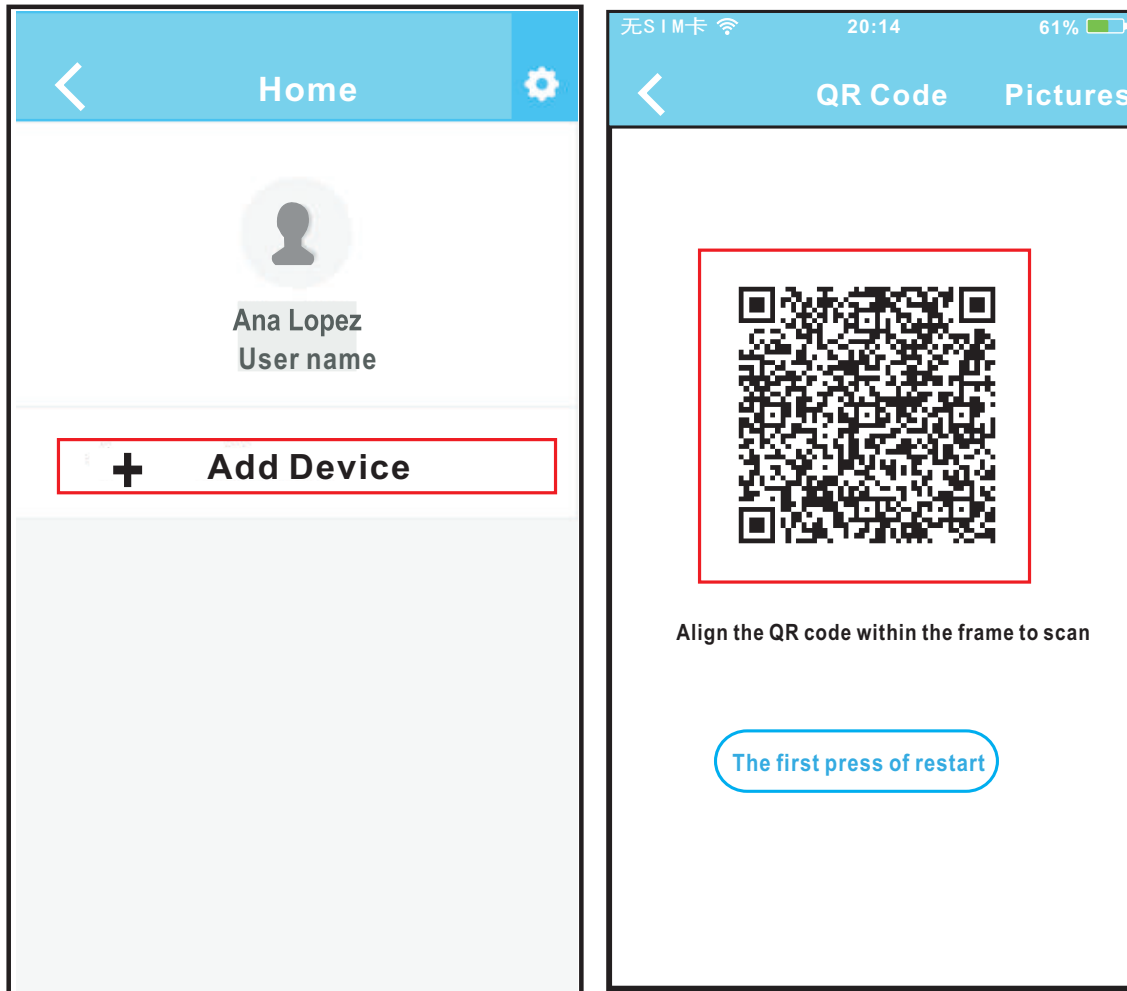 Home
Ana Lopez
User name
Add Device
无SIM卡 20:14 61%
QR Code Pictures
Align the QR code within the frame to scan
The first press of restart